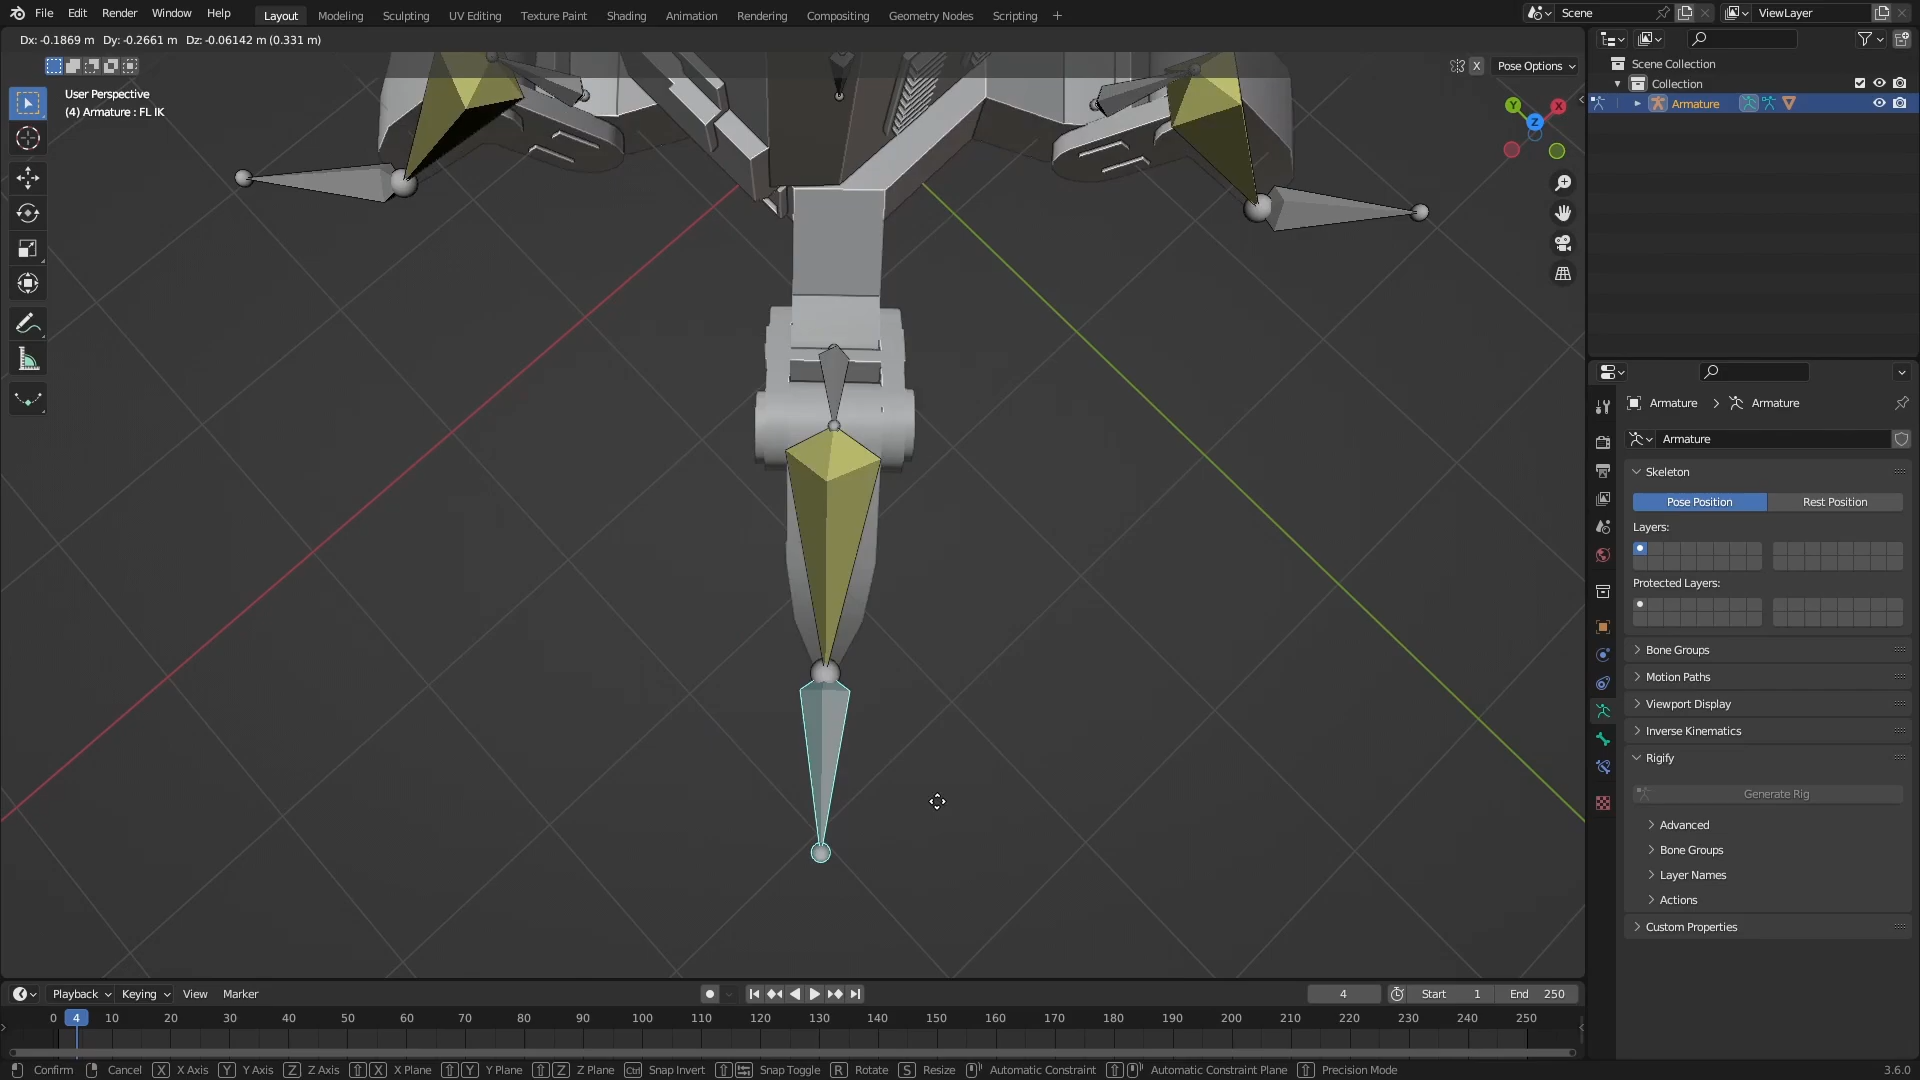 File Edit Render Window Help Layout Modeling Sculpting UV Editing Texture Paint Shading Animation Rendering Compositing Geometry Nodes Scripting + Scene ViewLayer
Dx: -0.1869 m Dy: -0.2661 m Dz: -0.06142 m (0.331 m)
X Pose Options
User Perspective
(4) Armature : FL IK
Y X Z
Scene Collection
Collection
Armature
Armature > Armature
Armature
Skeleton
Pose Position Rest Position
Layers:
Protected Layers:
Bone Groups
Motion Paths
Viewport Display
Inverse Kinematics
Rigify
Generate Rig
Advanced
Bone Groups
Layer Names
Actions
Custom Properties
Playback Keying View Marker 4 Start 1 End 250
0 4 10 20 30 40 50 60 70 80 90 100 110 120 130 140 150 160 170 180 190 200 210 220 230 240 250
Confirm Cancel X X Axis Y Y Axis Z Z Axis X X Plane Y Y Plane Z Z Plane Ctrl Snap Invert Snap Toggle R Rotate S Resize Automatic Constraint Automatic Constraint Plane Precision Mode 3.6.0